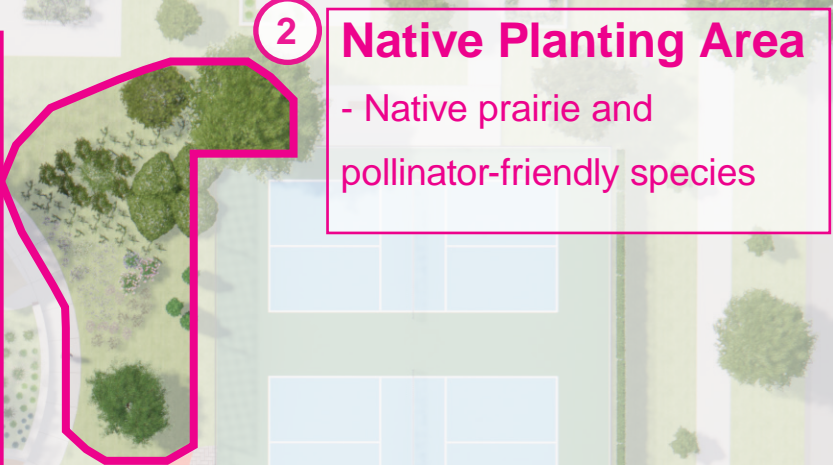 2
Native Planting Area
- Native prairie and
pollinator-friendly species